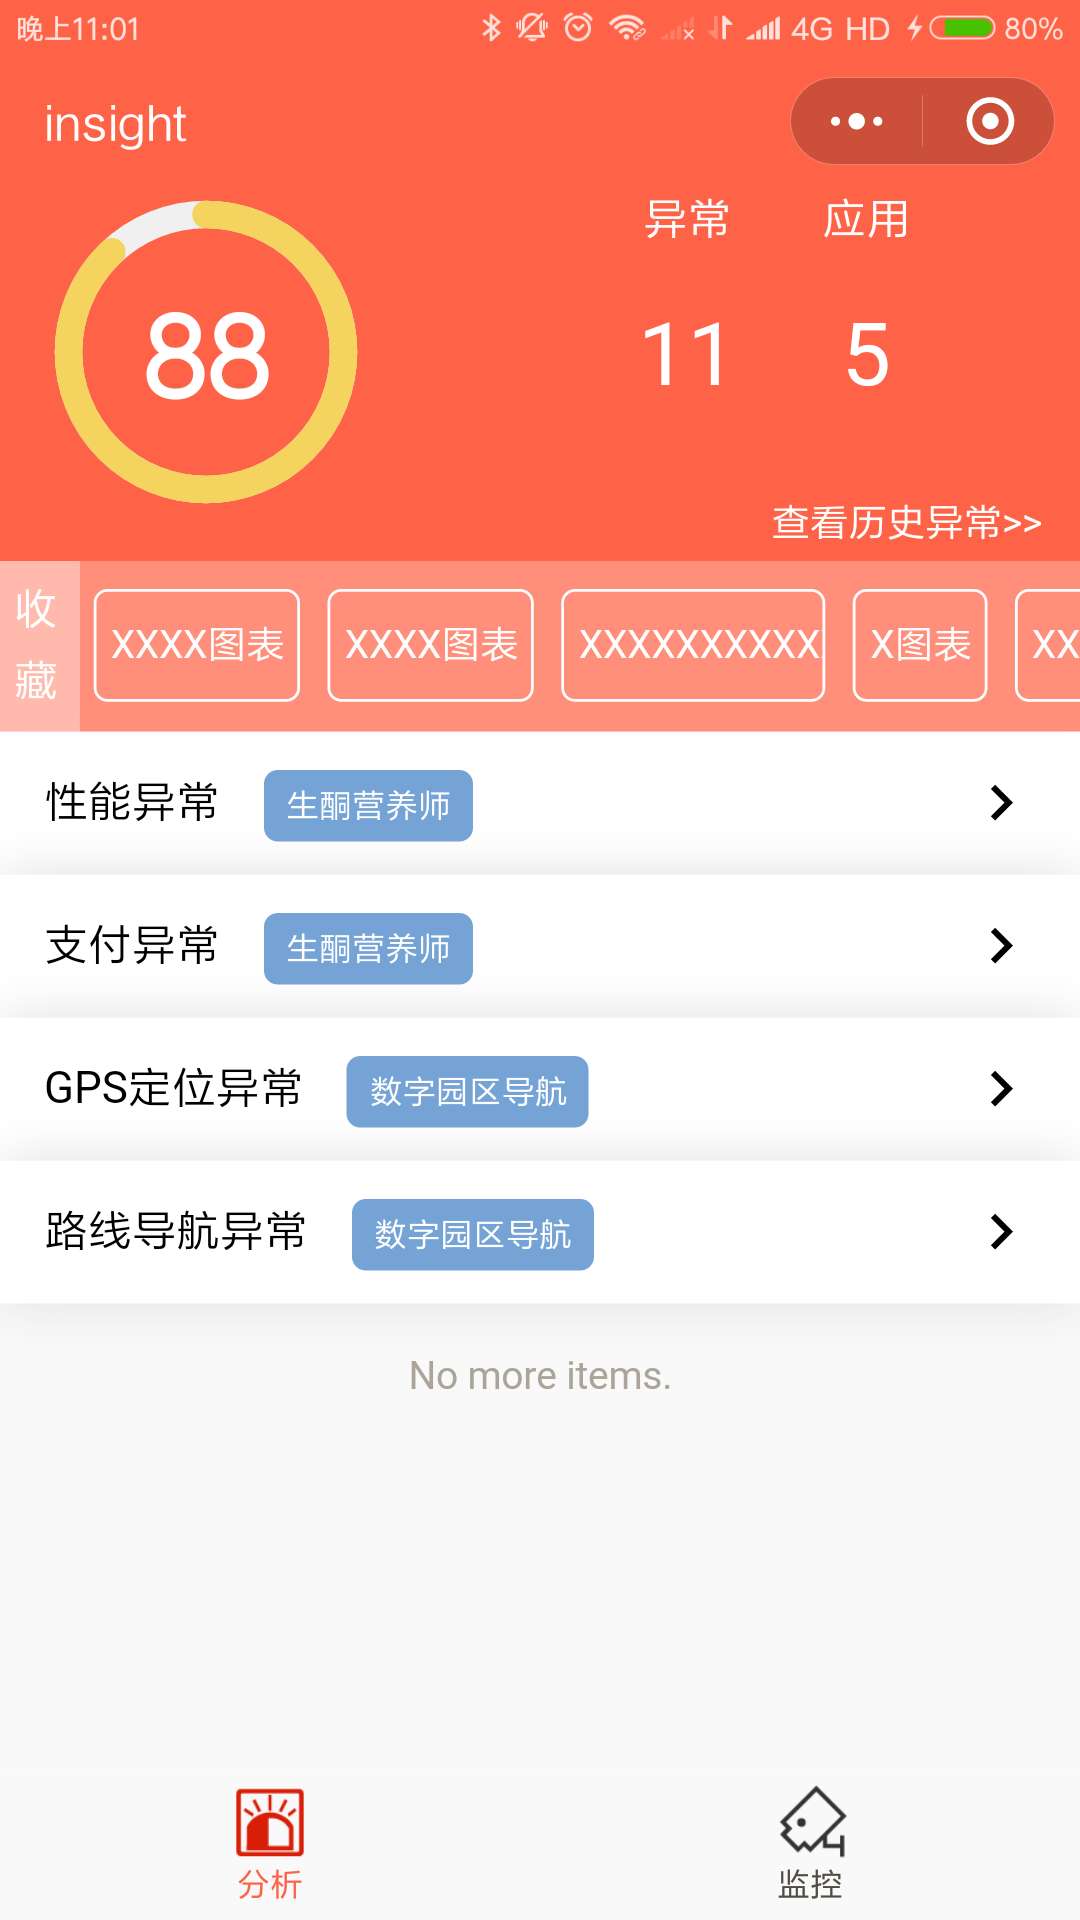 晚上11:01 4G HD 80%
insight
异常 应用
88 11 5
查看历史异常>>
收藏
XXXX图表 XXXX图表 XXXXXXXXXX X图表 XX
性能异常 生酮营养师
支付异常 生酮营养师
GPS定位异常 数字园区导航
路线导航异常 数字园区导航
No more items.
分析 监控